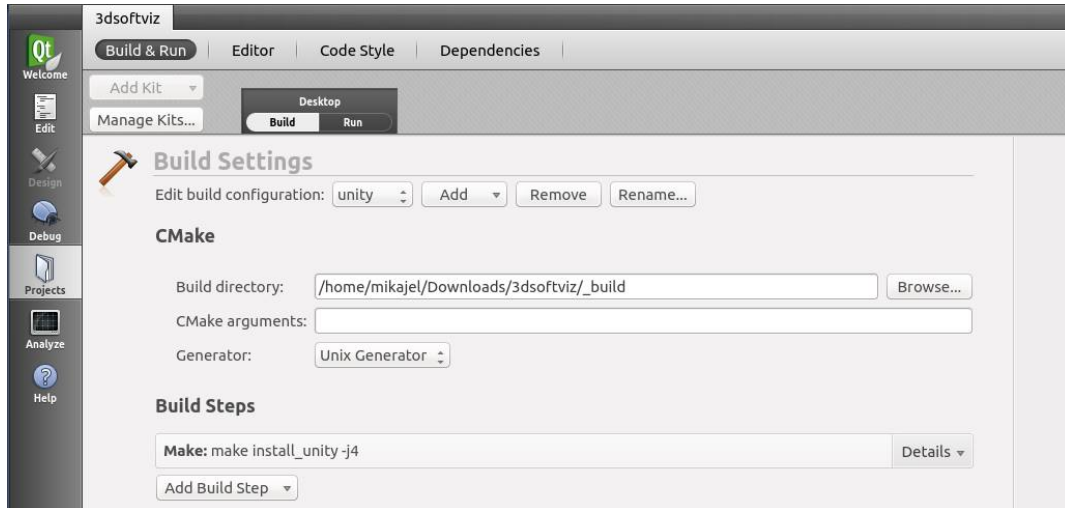 3dsoftviz
Qt
Welcome
Edit
Design
Debug
Projects
Analyze
Help
Build & Run
Editor
Code Style
Dependencies
Add Kit
Manage Kits...
Desktop
Build Run
Build Settings
Edit build configuration: unity Add Remove Rename...
CMake
Build directory: /home/mikajel/Downloads/3dsoftviz/_build Browse...
CMake arguments:
Generator: Unix Generator
Build Steps
Make: make install_unity -j4 Details
Add Build Step